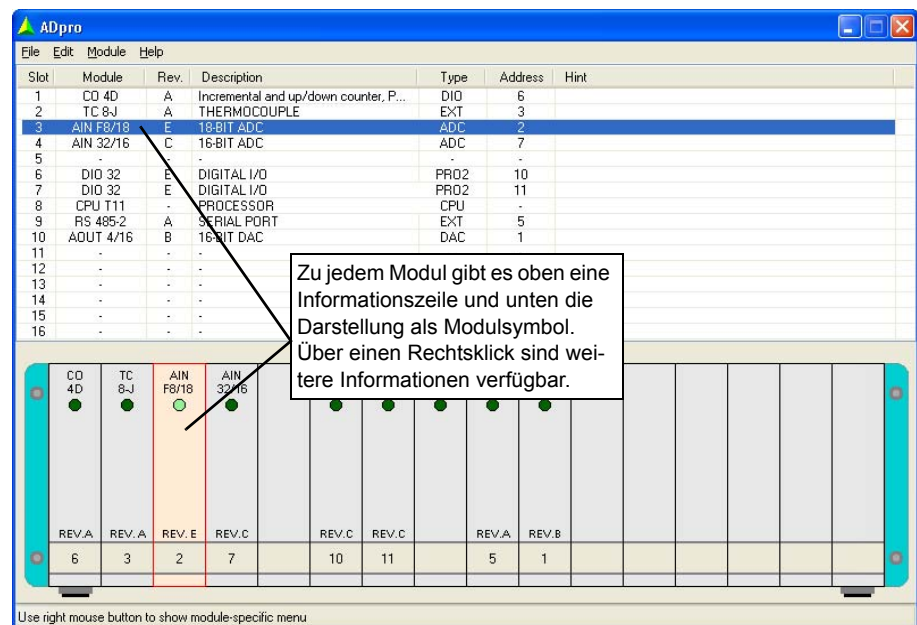 ADpro
File Edit Module Help
Slot Module Rev. Description Type Address Hint
1 CO 4D A Incremental and up/down counter, P... DIO 6
2 TC 8-J A THERMOCOUPLE EXT 3
3 AIN F8/18 E 18-BIT ADC ADC 2
4 AIN 32/16 C 16-BIT ADC ADC 7
5 - - - - -
6 DIO 32 E DIGITAL I/O PRO2 10
7 DIO 32 E DIGITAL I/O PRO2 11
8 CPU T11 - PROCESSOR CPU -
9 RS 485-2 A SERIAL PORT EXT 5
10 AOUT 4/16 B 16-BIT DAC DAC 1
11 - - -
12 - - -
13 - - -
14 - - -
15 - - -
16 - - -
Zu jedem Modul gibt es oben eine
Informationszeile und unten die
Darstellung als Modulsymbol.
Über einen Rechtsklick sind wei-
tere Informationen verfügbar.
CO TC AIN AIN
4D 8-J F8/18 32/16
REV.A REV.A REV.E REV.C REV.C REV.C REV.A REV.B
6 3 2 7 10 11 5 1
Use right mouse button to show module-specific menu